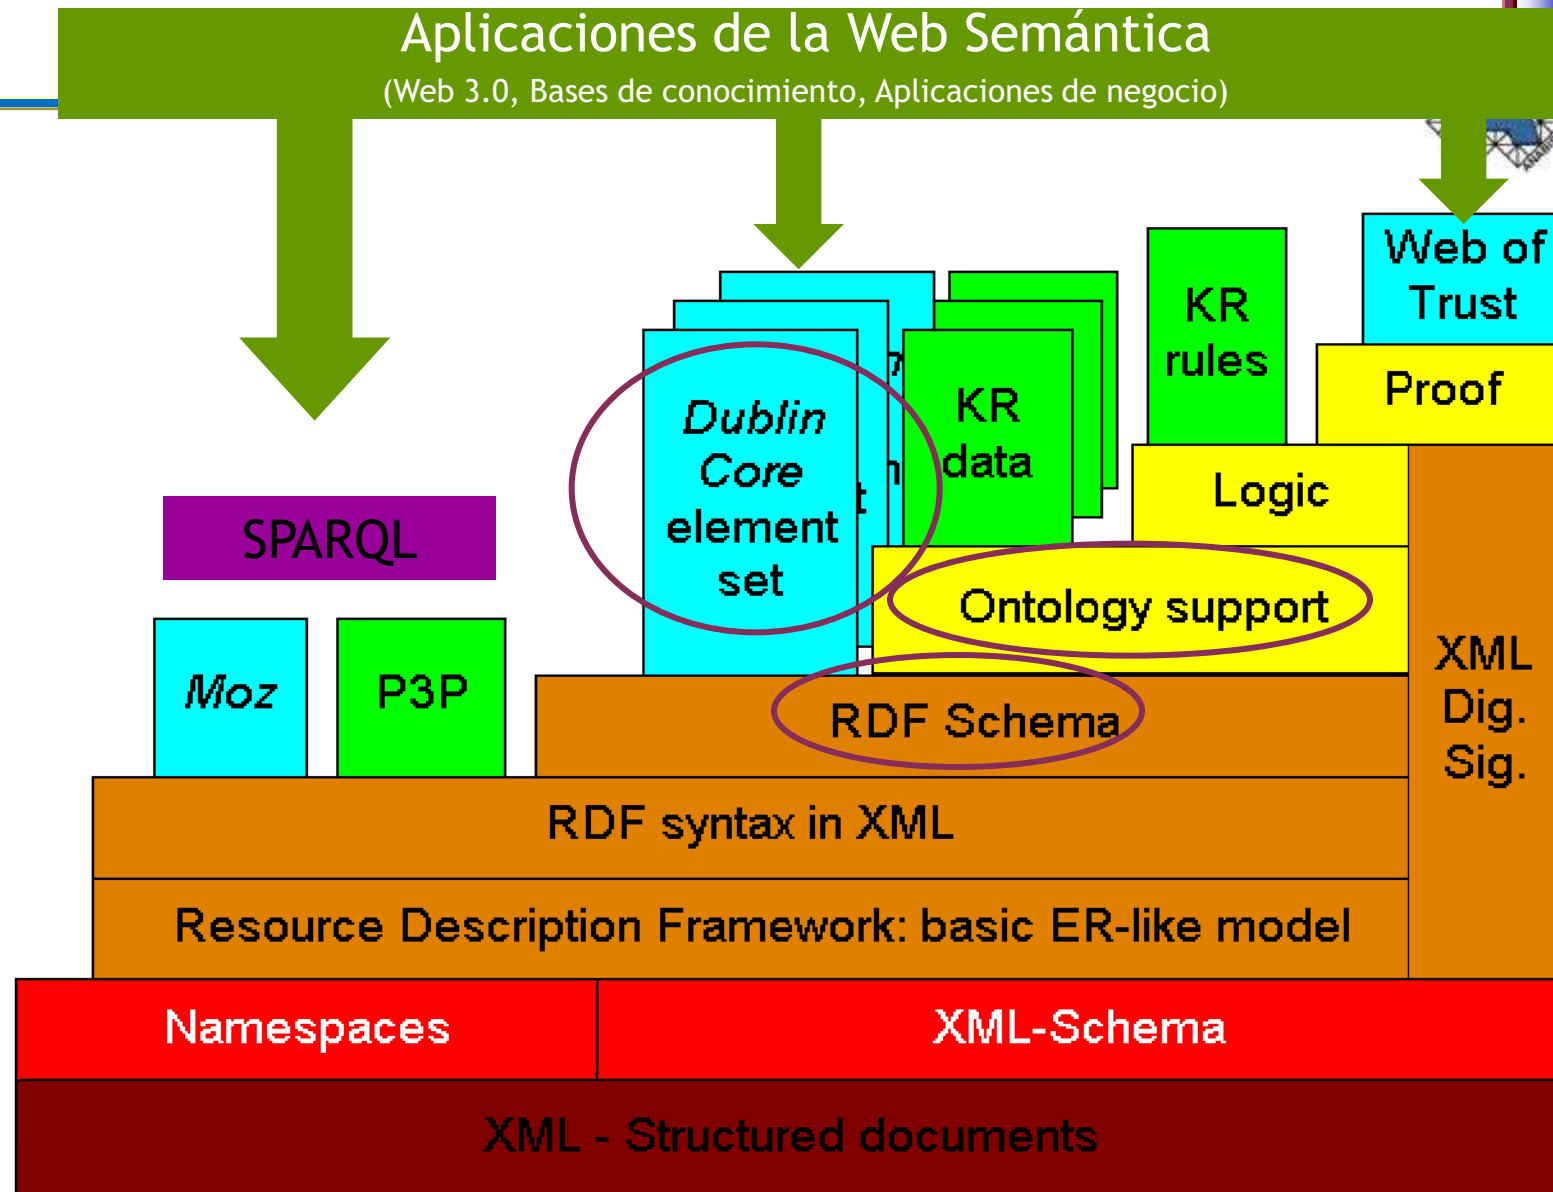 Aplicaciones de la Web Semántica
(Web 3.0, Bases de conocimiento, Aplicaciones de negocio)
Web of
Trust
KR
rules
Proof
Dublin
Core
element
set
KR
data
Logic
SPARQL
Ontology support
Moz
P3P
RDF Schema
XML
Dig.
Sig.
RDF syntax in XML
Resource Description Framework: basic ER-like model
Namespaces
XML-Schema
XML - Structured documents